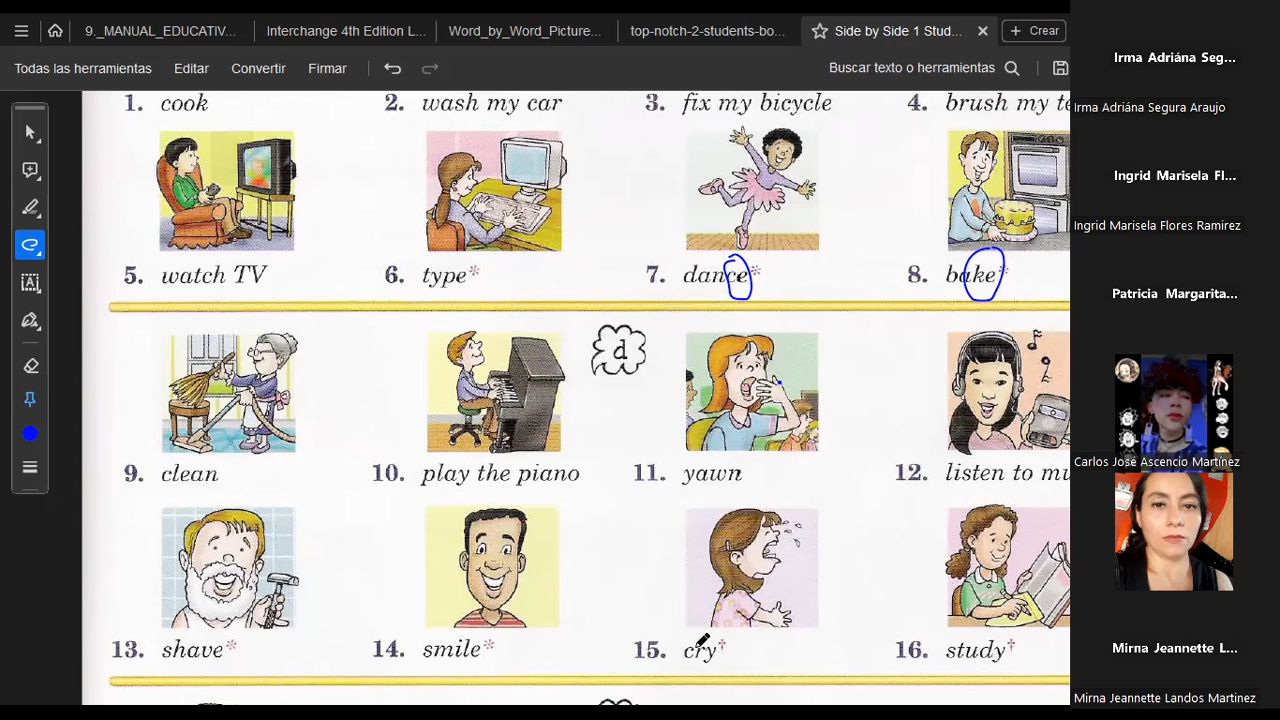 9._MANUAL_EDUCATIV...
Interchange 4th Edition L...
Word_by_Word_Picture...
top-notch-2-students-bo...
Side by Side 1 Stud...
Crear
Todas las herramientas
Editar
Convertir
Firmar
Buscar texto o herramientas
1. cook
2. wash my car
3. fix my bicycle
4. brush my te
5. watch TV
6. type*
7. dance*
8. bake*
d
9. clean
10. play the piano
11. yawn
12. listen to mu
13. shave*
14. smile*
15. cry†
16. study†
Irma Adriána Seg...
Irma Adriána Segura Araujo
Ingrid Marisela Fl...
Ingrid Marisela Flores Ramirez
Patricia Margarita...
Carlos José Ascencio Martínez
Mirna Jeannette L...
Mirna Jeannette Landos Martinez